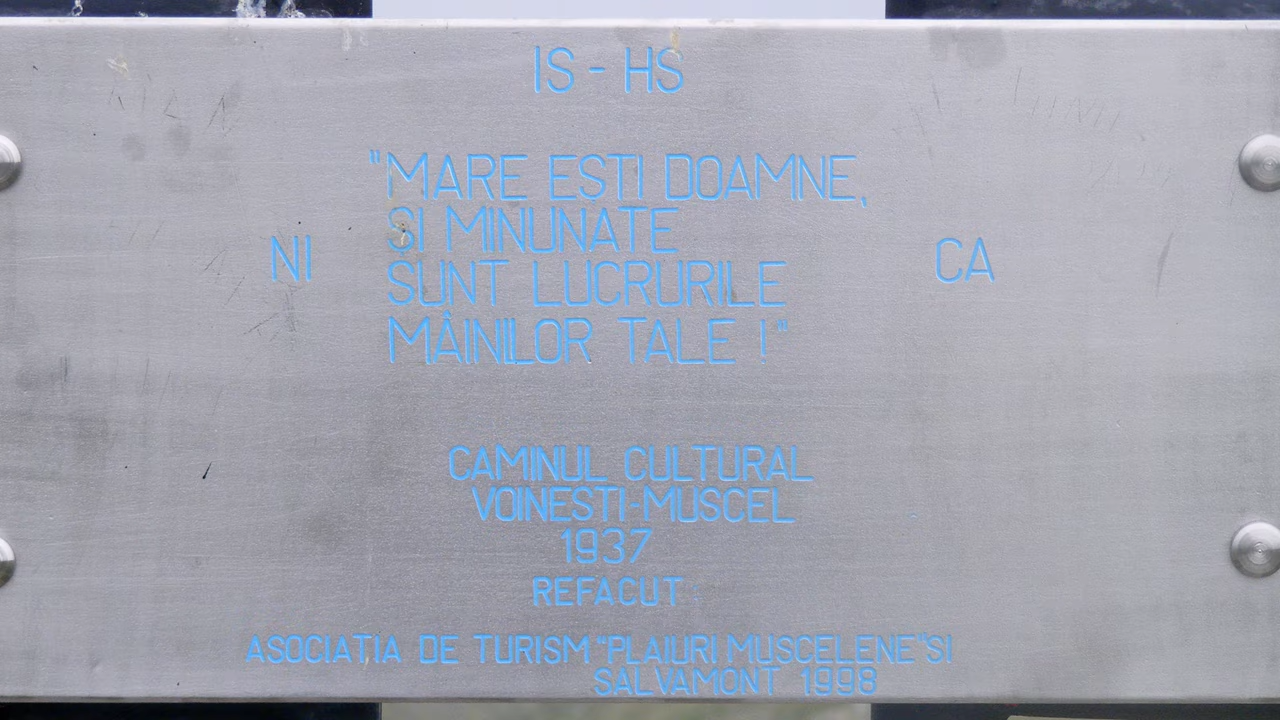 IS - HS
"MARE ESTI DOAMNE,
SI MINUNATE
NI CA
SUNT LUCRURILE
MÂINILOR TALE !"
CAMINUL CULTURAL
VOINESTI-MUSCEL
1937
REFACUT
ASOCIAŢIA DE TURISM "PLAIURI MUSCELENE" SI
SALVAMONT 1998